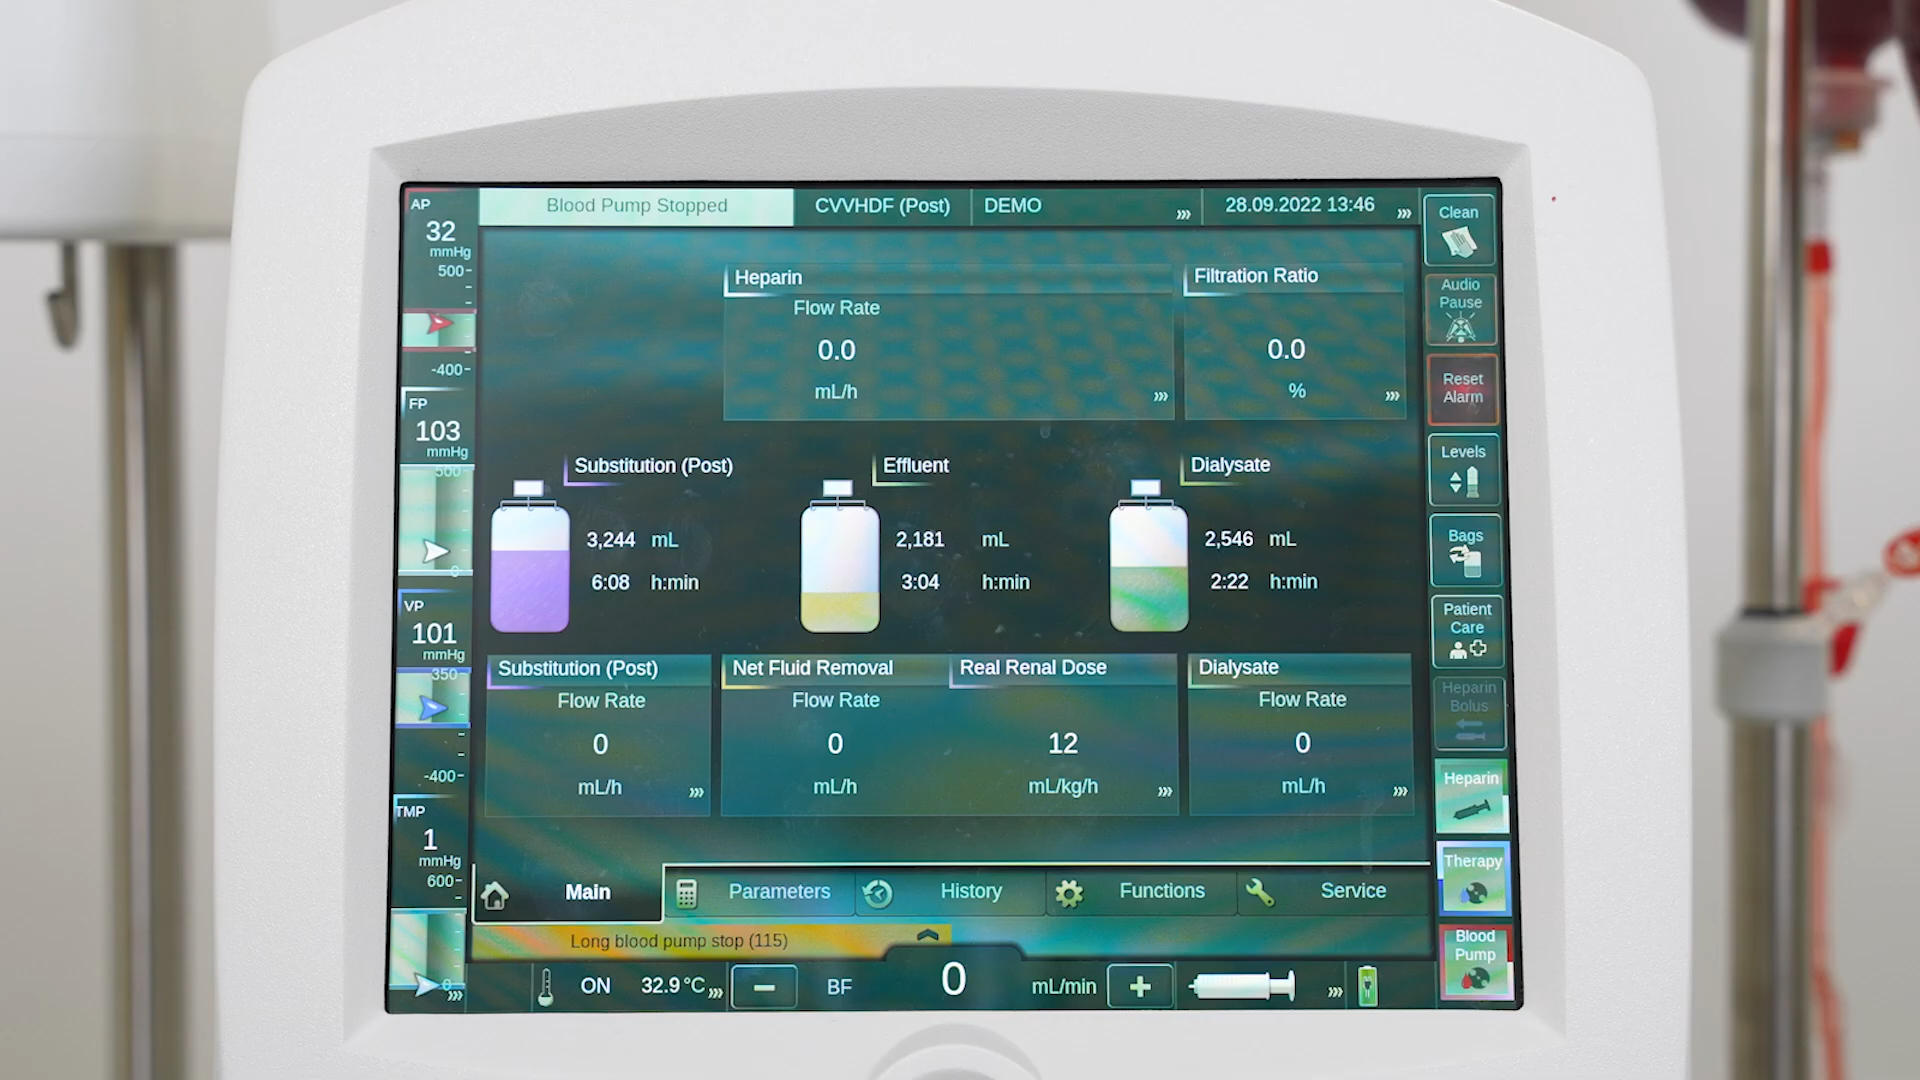 Blood Pump Stopped
CVVHDF (Post)
DEMO
28.09.2022 13:46
AP
32
mmHg
500
-400
FP
103
mmHg
500
0
VP
101
mmHg
350
-400
TMP
1
mmHg
600
0
Heparin
Flow Rate
0.0
mL/h
Filtration Ratio
0.0
%
Substitution (Post)
3,244 mL
6:08 h:min
Effluent
2,181 mL
3:04 h:min
Dialysate
2,546 mL
2:22 h:min
Substitution (Post)
Flow Rate
0
mL/h
Net Fluid Removal
Flow Rate
0
mL/h
Real Renal Dose
12
mL/kg/h
Dialysate
Flow Rate
0
mL/h
Main
Parameters
History
Functions
Service
Long blood pump stop (115)
ON
32.9 °C
BF
0
mL/min
Clean
Audio
Pause
Reset
Alarm
Levels
Bags
Patient
Care
Heparin
Bolus
Heparin
Therapy
Blood
Pump